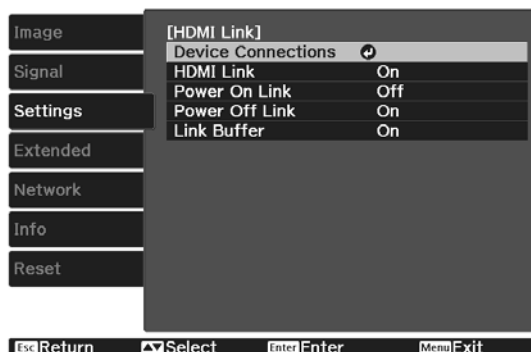 Image
Signal
Settings
Extended
Network
Info
Reset
[HDMI Link]
Device Connections
HDMI Link On
Power On Link Off
Power Off Link On
Link Buffer On
Esc Return Select Enter Enter Menu Exit